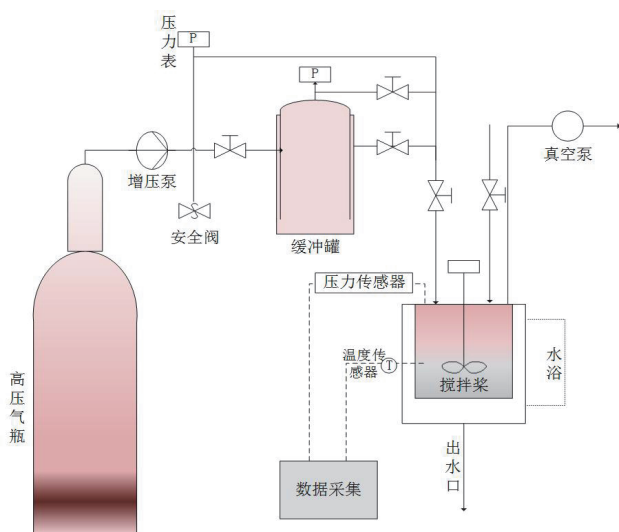 压力表
P
P
增压泵
安全阀
缓冲罐
真空泵
压力传感器
温度传
感器
T
搅拌桨
水浴
高压气瓶
数据采集
出水口